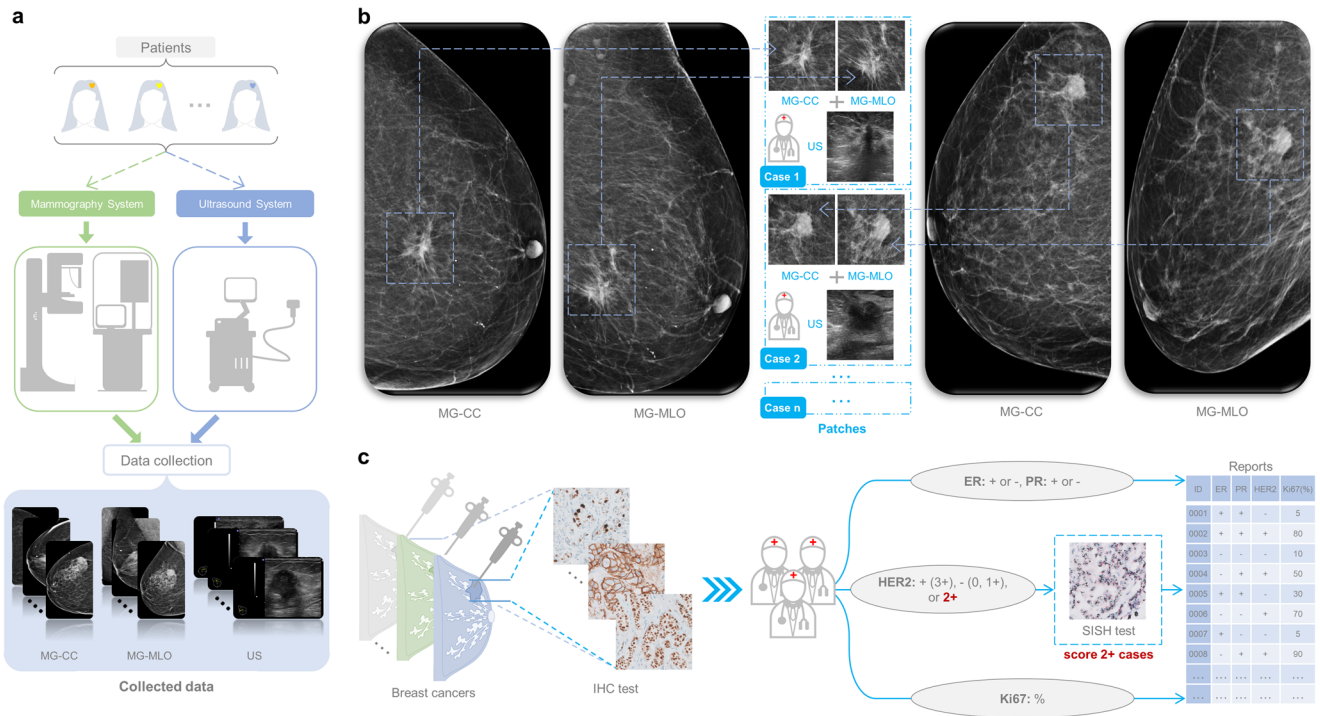 a
Patients
Mammography System
Ultrasound System
Data collection
MG-CC
MG-MLO
US
Collected data
b
MG-CC
MG-MLO
MG-CC + MG-MLO
US
Case 1
MG-CC + MG-MLO
US
Case 2
...
Case n
...
Patches
MG-CC
MG-MLO
c
Breast cancers
IHC test
ER: + or -, PR: + or -
HER2: + (3+), - (0, 1+),
or 2+
Ki67: %
SISH test
score 2+ cases
Reports
ID ER PR HER2 Ki67(%)
0001 + + - 5
0002 + + + 80
0003 - - - 10
0004 - + + 50
0005 + + - 30
0006 - - + 70
0007 + - - 5
0008 - + + 90
... ... ... ... ...
... ... ... ... ...